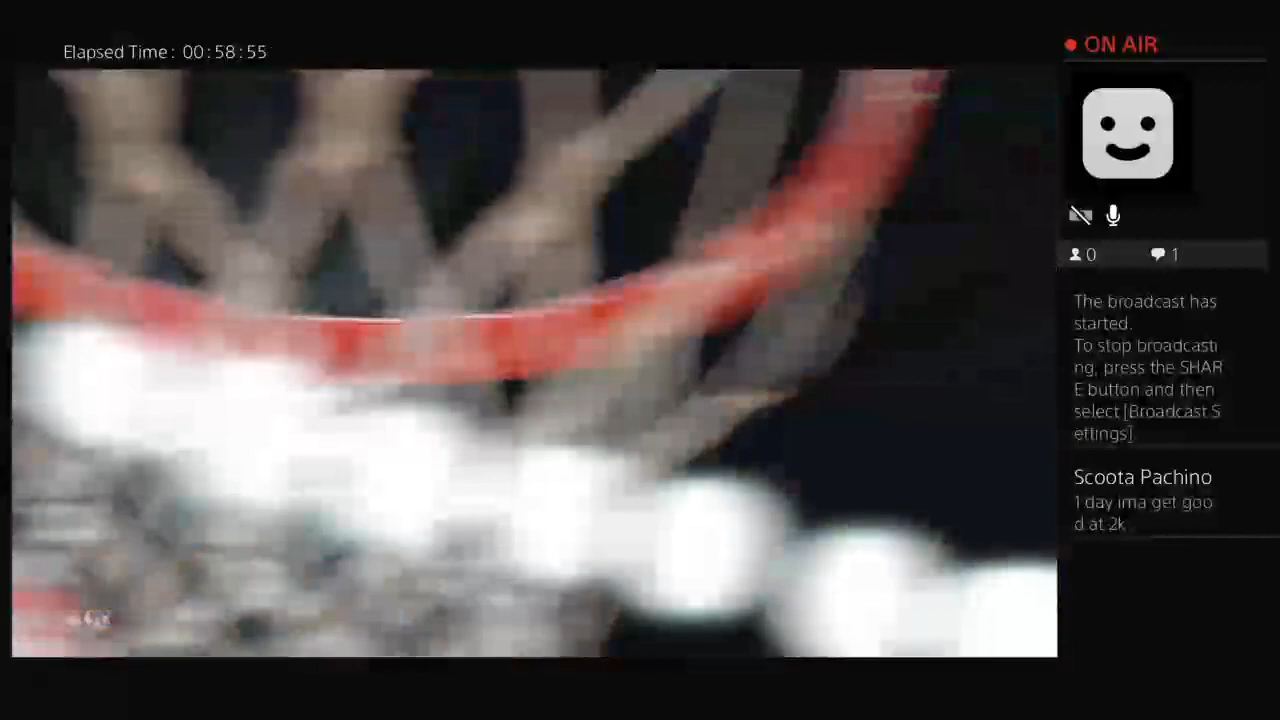 Elapsed Time: 00:58:55
ON AIR
0
1
The broadcast has
started.
To stop broadcasti
ng, press the SHAR
E button and then
select [Broadcast S
ettings]
Scoota Pachino
1 day ima get goo
d at 2k